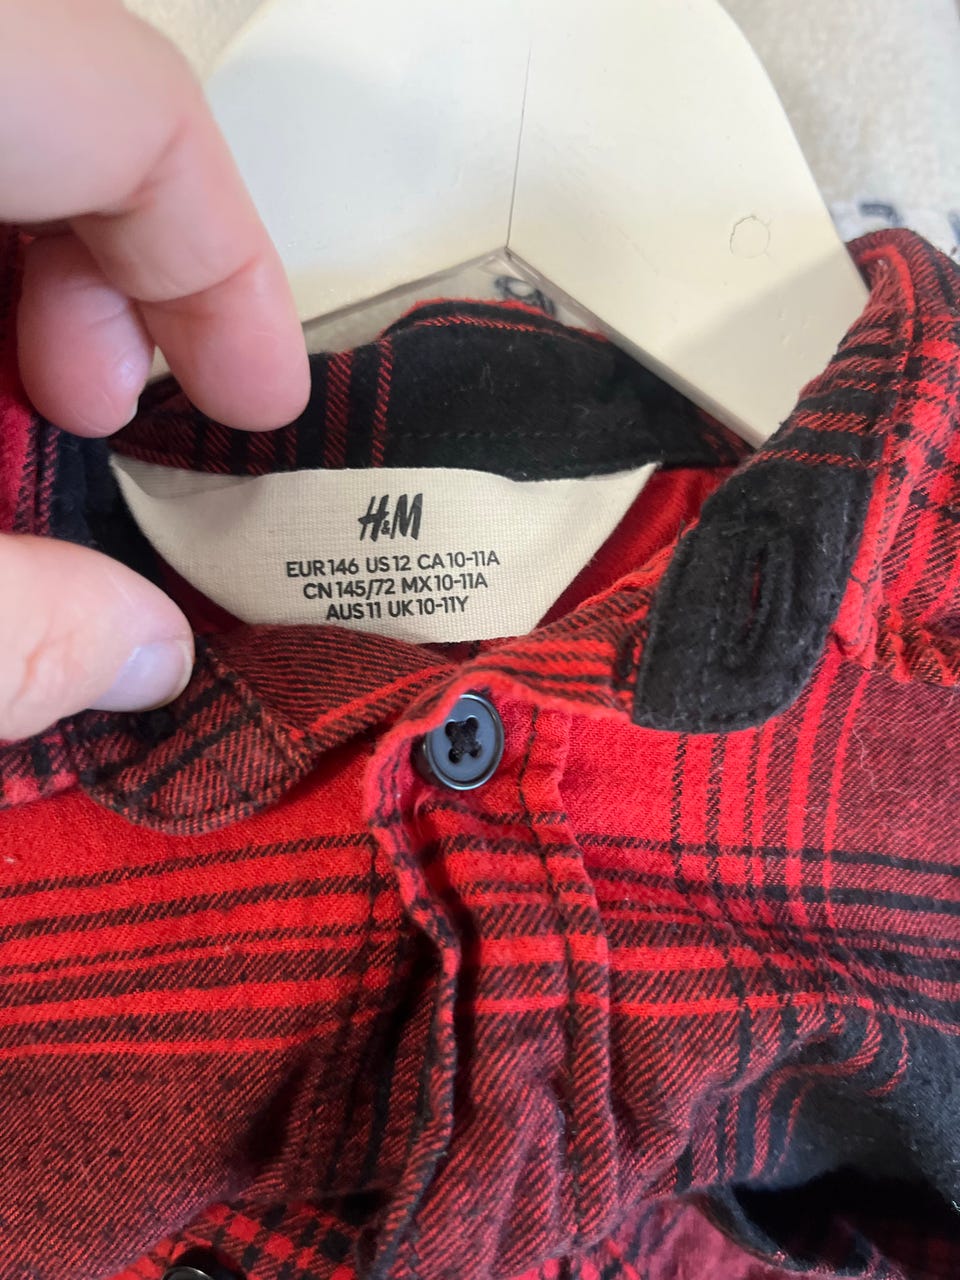 H&M
EUR 146 US 12 CA 10-11A
CN 145/72 MX 10-11A
AUS 11 UK 10-11Y